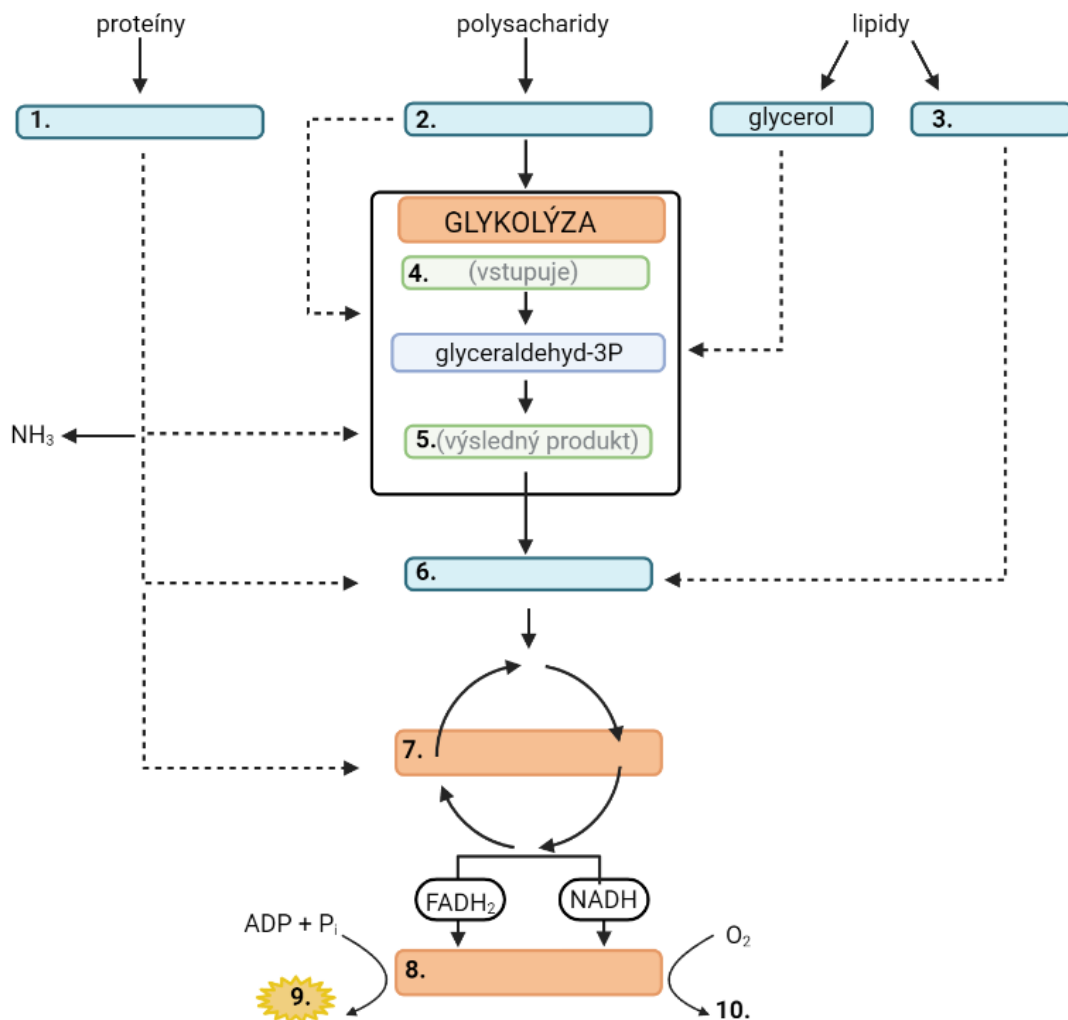 proteíny
polysacharidy
lipidy
1.
2.
glycerol
3.
GLYKOLÝZA
4. (vstupuje)
glyceraldehyd-3P
NH₃
5. (výsledný produkt)
6.
7.
FADH₂
NADH
ADP + Pᵢ
O₂
8.
9.
10.